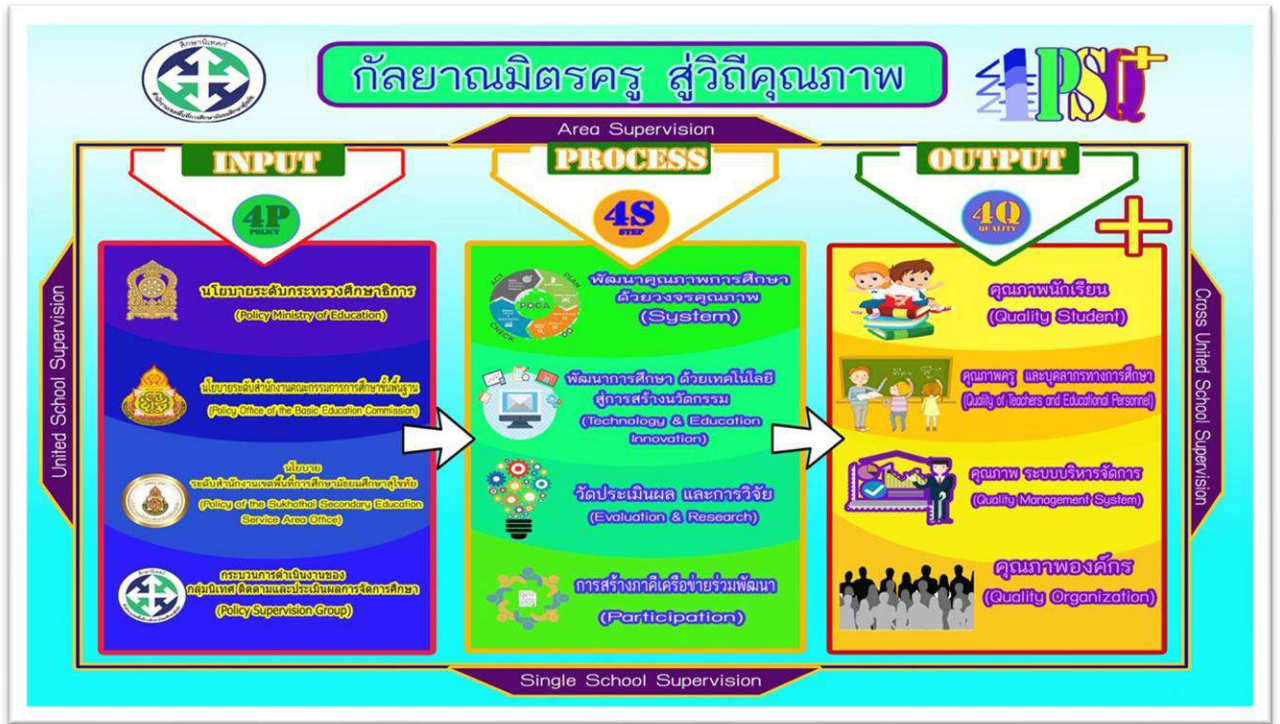 ศึกษานิเทศก์
กัลยาณมิตรครู สู่วิถีคุณภาพ
4PSQ+
Area Supervision
INPUT
PROCESS
OUTPUT
4P
POLICY
4S
STEP
4Q
QUALITY
+
United School Supervision
นโยบายระดับกระทรวงศึกษาธิการ
(Policy Ministry of Education)
นโยบายระดับสำนักงานคณะกรรมการการศึกษาขั้นพื้นฐาน
(Policy Office of the Basic Education Commission)
นโยบาย
ระดับสำนักงานเขตพื้นที่การศึกษามัธยมศึกษาสุโขทัย
(Policy of the Sukhothai Secondary Education
Service Area Office)
กระบวนการดำเนินงานของ
กลุ่มนิเทศ ติดตามและประเมินผลการจัดการศึกษา
(Policy Supervision Group)
ACT
PLAN
PDCA
CHECK
DO
พัฒนาคุณภาพการศึกษา
ด้วยวงจรคุณภาพ
(System)
พัฒนาการศึกษา ด้วยเทคโนโลยี
สู่การสร้างนวัตกรรม
(Technology & Education
Innovation)
วัดประเมินผล และการวิจัย
(Evaluation & Research)
การสร้างภาคีเครือข่ายร่วมพัฒนา
(Participation)
คุณภาพนักเรียน
(Quality Student)
คุณภาพครู และบุคลากรทางการศึกษา
(Quality of Teachers and Educational Personnel)
คุณภาพ ระบบบริหารจัดการ
(Quality Management System)
คุณภาพองค์กร
(Quality Organization)
Cross United School Supervision
Single School Supervision